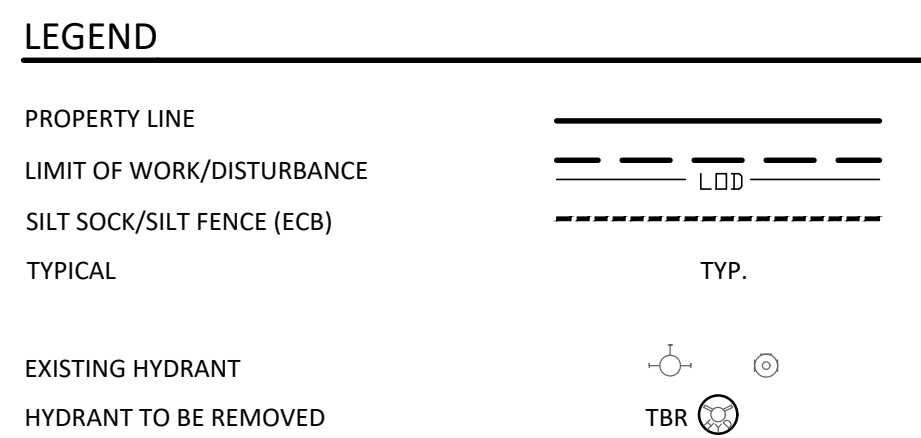 LEGEND
PROPERTY LINE
LIMIT OF WORK/DISTURBANCE LOD
SILT SOCK/SILT FENCE (ECB)
TYPICAL TYP.
EXISTING HYDRANT
HYDRANT TO BE REMOVED TBR HYD